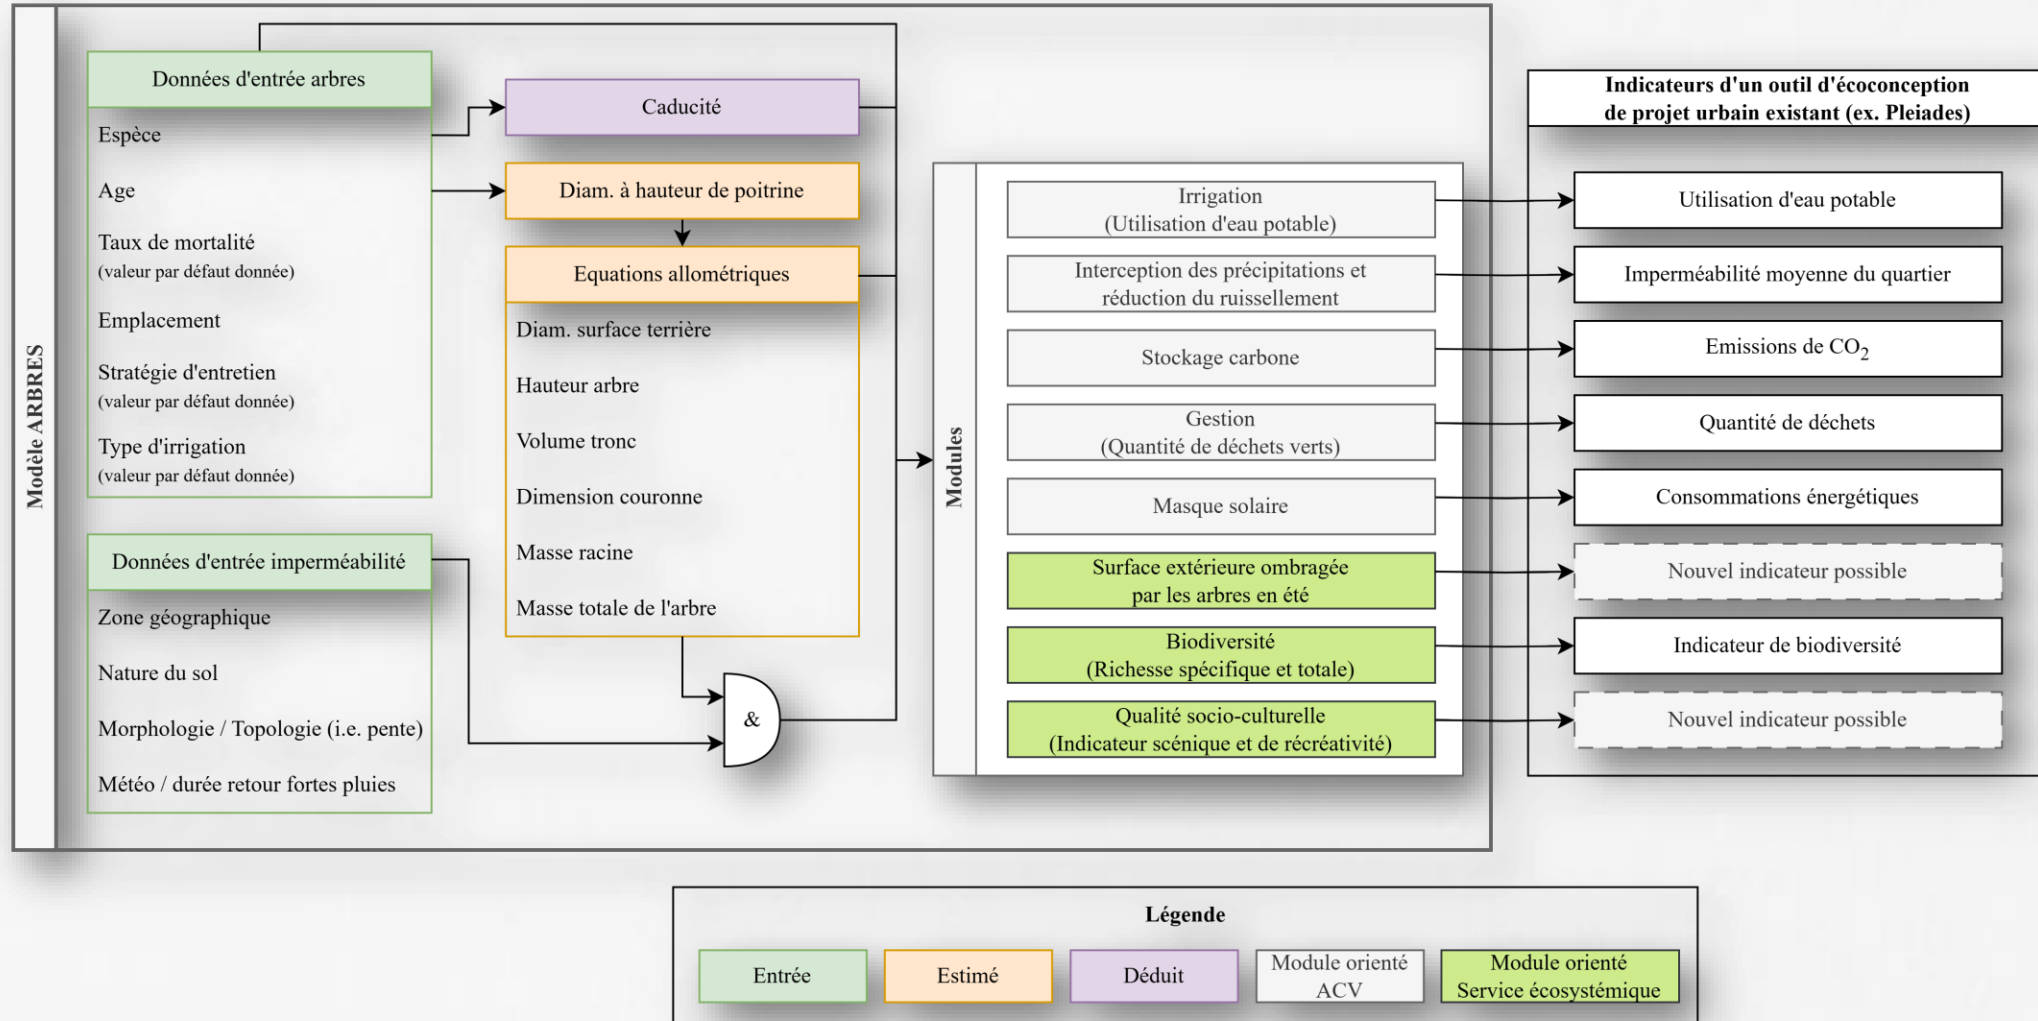 Modèle ARBRES
Données d'entrée arbres
Espèce
Age
Taux de mortalité
(valeur par défaut donnée)
Emplacement
Stratégie d'entretien
(valeur par défaut donnée)
Type d'irrigation
(valeur par défaut donnée)
Données d'entrée imperméabilité
Zone géographique
Nature du sol
Morphologie / Topologie (i.e. pente)
Météo / durée retour fortes pluies
Caducité
Diam. à hauteur de poitrine
Equations allométriques
Diam. surface terrière
Hauteur arbre
Volume tronc
Dimension couronne
Masse racine
Masse totale de l'arbre
&
Modules
Irrigation
(Utilisation d'eau potable)
Interception des précipitations et
réduction du ruissellement
Stockage carbone
Gestion
(Quantité de déchets verts)
Masque solaire
Surface extérieure ombragée
par les arbres en été
Biodiversité
(Richesse spécifique et totale)
Qualité socio-culturelle
(Indicateur scénique et de récréativité)
Indicateurs d'un outil d'écoconception
de projet urbain existant (ex. Pleiades)
Utilisation d'eau potable
Imperméabilité moyenne du quartier
Emissions de CO₂
Quantité de déchets
Consommations énergétiques
Nouvel indicateur possible
Indicateur de biodiversité
Nouvel indicateur possible
Légende
Entrée
Estimé
Déduit
Module orienté
ACV
Module orienté
Service écosystémique